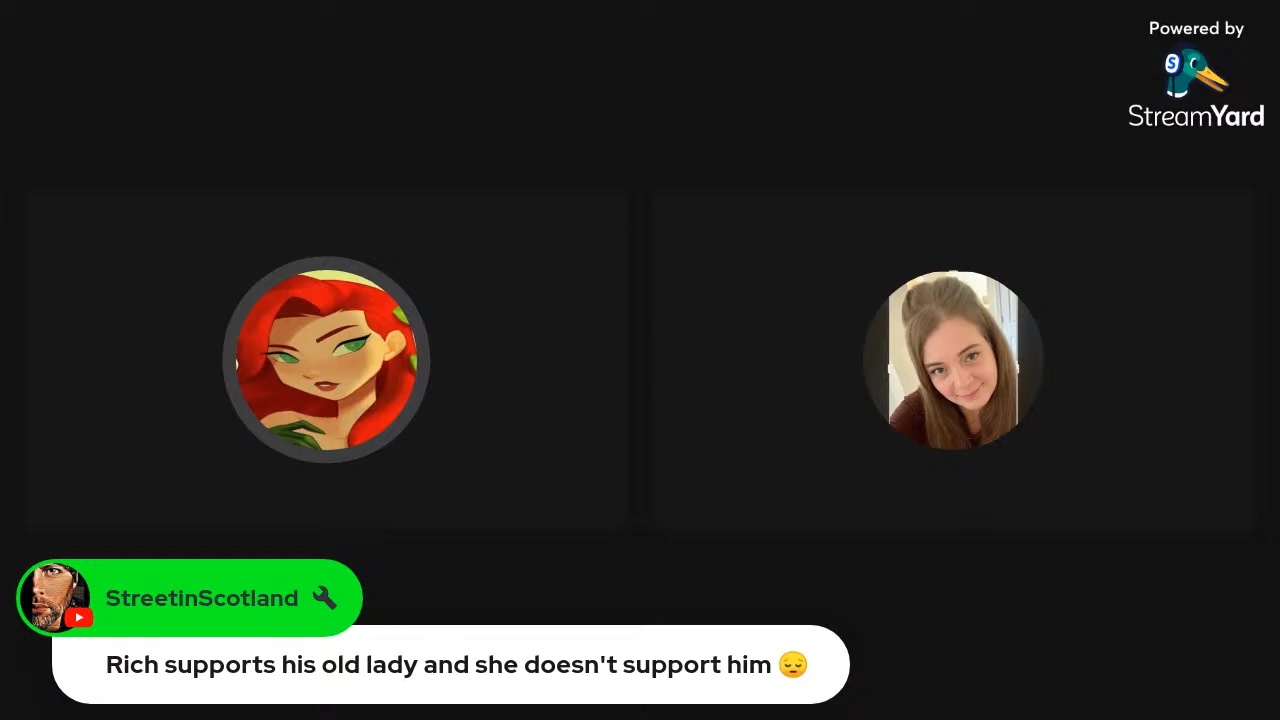 Powered by
S
StreamYard
StreetinScotland
Rich supports his old lady and she doesn't support him 😔